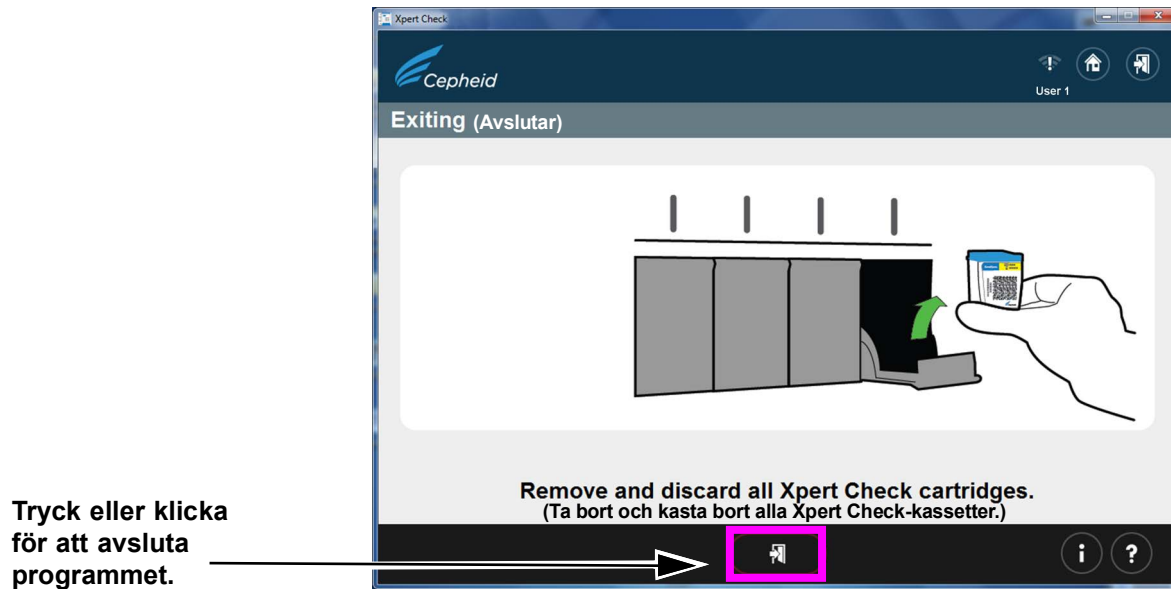 Xpert Check
Cepheid
User 1
Exiting (Avslutar)
Remove and discard all Xpert Check cartridges.
(Ta bort och kasta bort alla Xpert Check-kassetter.)
Tryck eller klicka
för att avsluta
programmet.
i ?